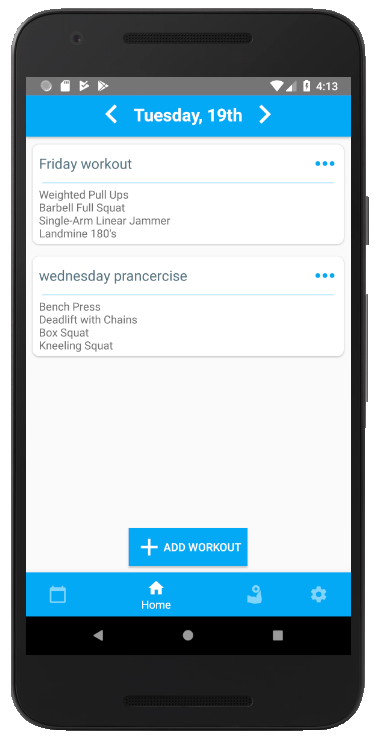 4:13
Tuesday, 19th
Friday workout
Weighted Pull Ups
Barbell Full Squat
Single-Arm Linear Jammer
Landmine 180's
wednesday prancercise
Bench Press
Deadlift with Chains
Box Squat
Kneeling Squat
ADD WORKOUT
Home